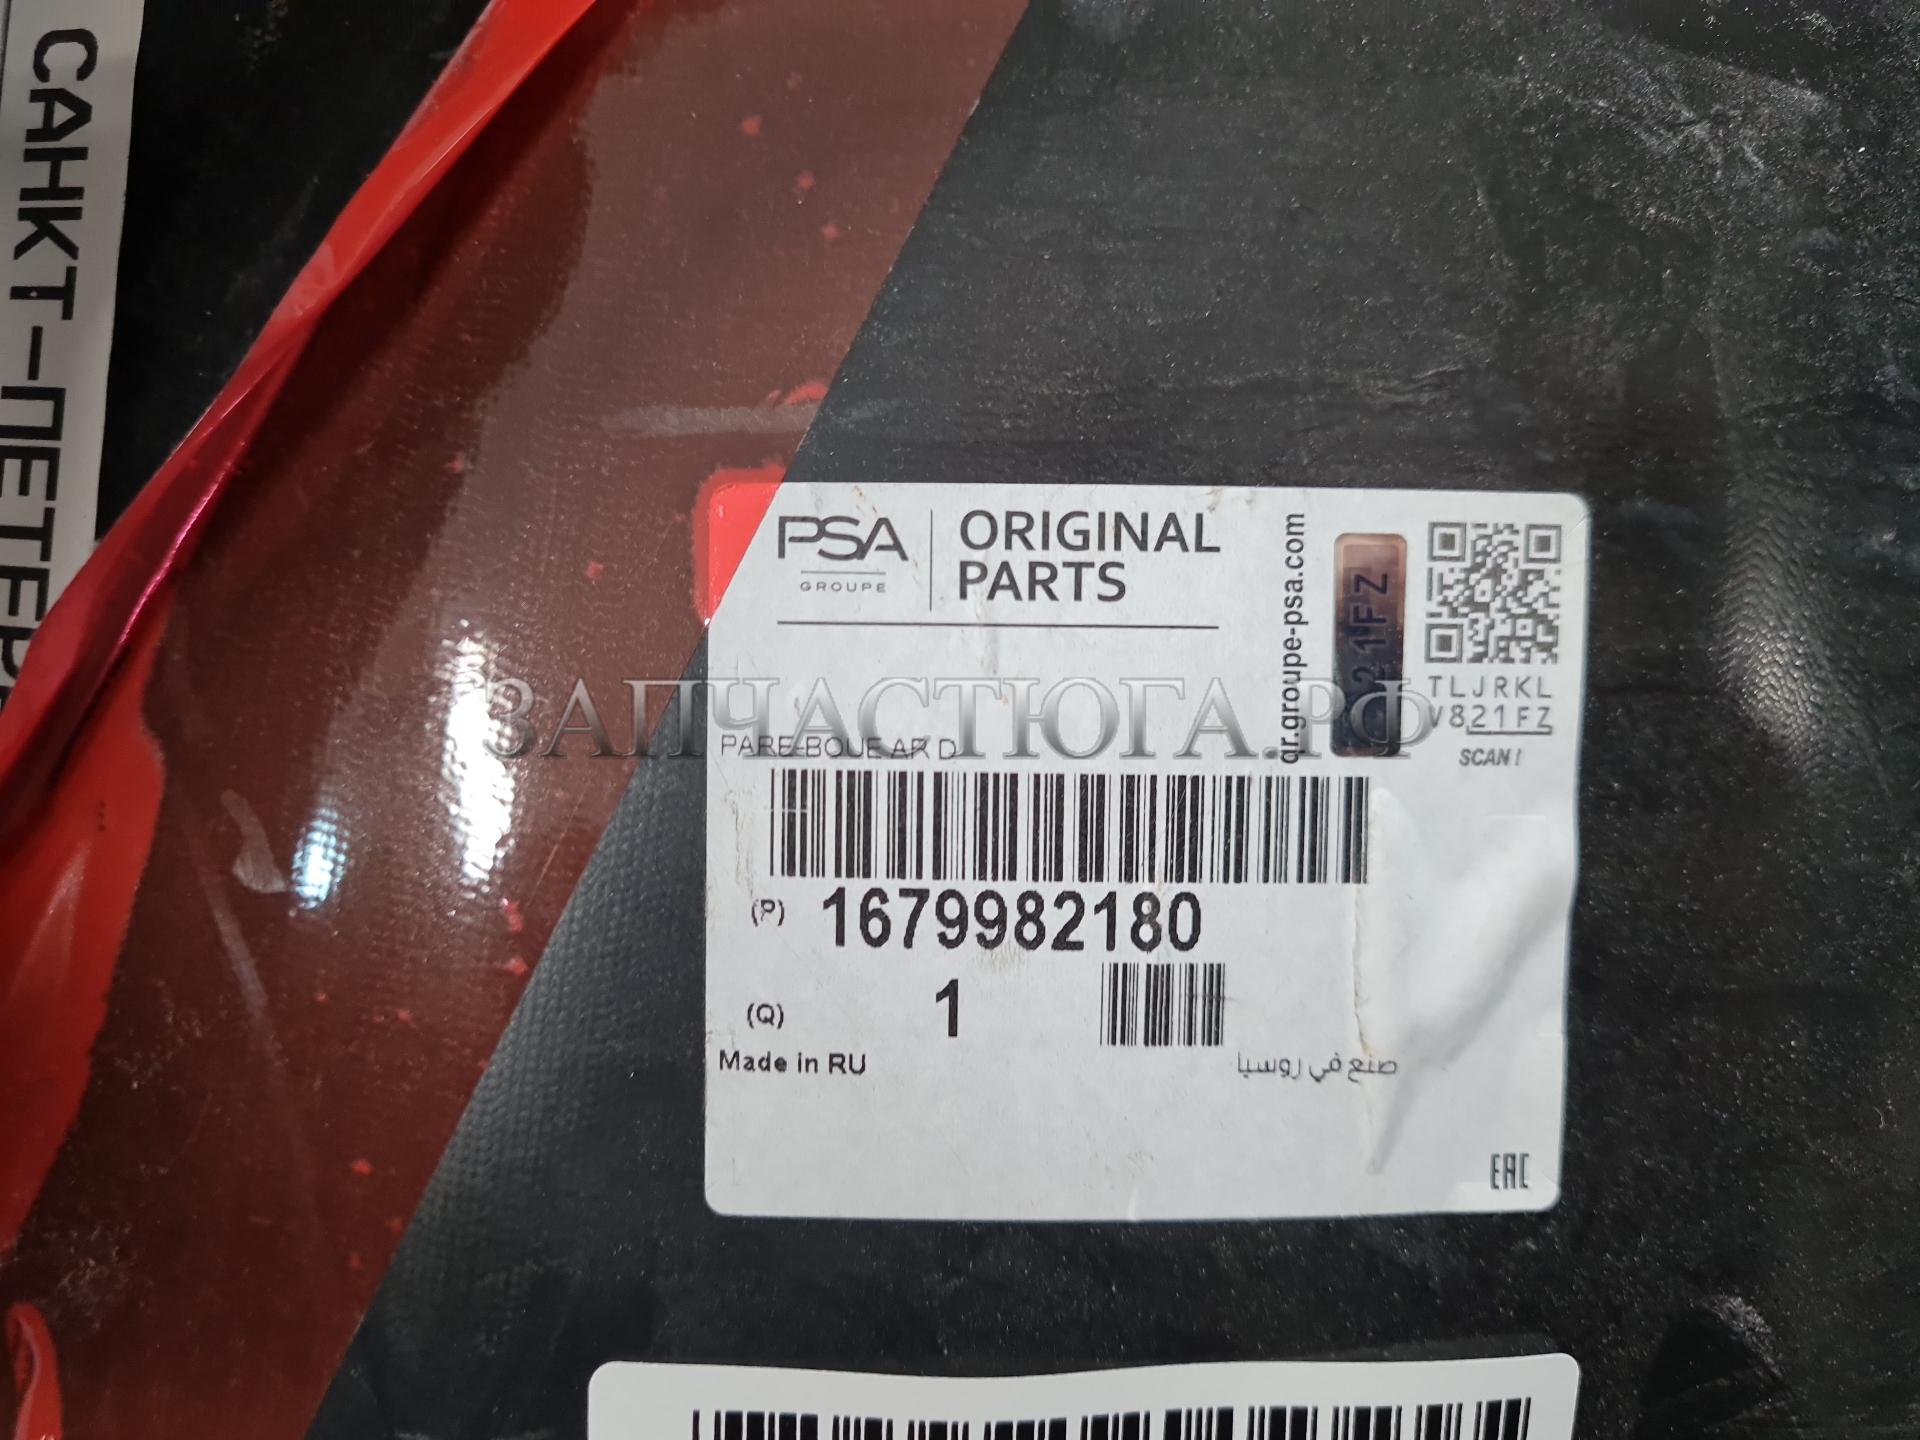 САНКТ-ПЕТЕР
PSA
GROUPE
ORIGINAL
PARTS
qr.groupe-psa.com
821FZ
TLJRKL
V821FZ
SCAN!
ЗАПЧАСТЮГА.РФ
PARE-BOUE AR D
(P) 1679982180
(Q) 1
Made in RU
صنع في روسيا
EAC